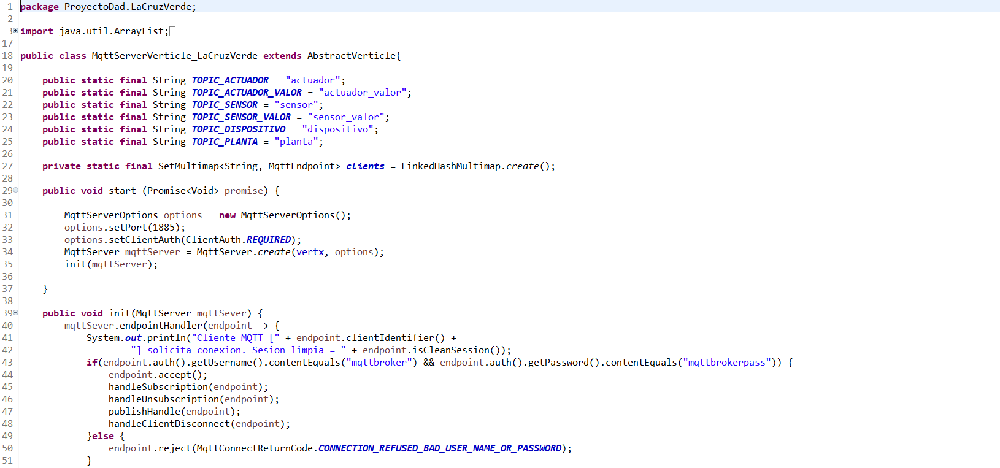 1 package ProyectoDad.LaCruzVerde;
2
3 import java.util.ArrayList;
17
18 public class MqttServerVerticle_LaCruzVerde extends AbstractVerticle{
19
20 public static final String TOPIC_ACTUADOR = "actuador";
21 public static final String TOPIC_ACTUADOR_VALOR = "actuador_valor";
22 public static final String TOPIC_SENSOR = "sensor";
23 public static final String TOPIC_SENSOR_VALOR = "sensor_valor";
24 public static final String TOPIC_DISPOSITIVO = "dispositivo";
25 public static final String TOPIC_PLANTA = "planta";
26
27 private static final SetMultimap<String, MqttEndpoint> clients = LinkedHashMultimap.create();
28
29 public void start (Promise<Void> promise) {
30
31 MqttServerOptions options = new MqttServerOptions();
32 options.setPort(1885);
33 options.setClientAuth(ClientAuth.REQUIRED);
34 MqttServer mqttServer = MqttServer.create(vertx, options);
35 init(mqttServer);
36
37 }
38
39 public void init(MqttServer mqttSever) {
40 mqttSever.endpointHandler(endpoint -> {
41 System.out.println("Cliente MQTT [" + endpoint.clientIdentifier() +
42 "] solicita conexion. Sesion limpia = " + endpoint.isCleanSession());
43 if(endpoint.auth().getUsername().contentEquals("mqttbroker") && endpoint.auth().getPassword().contentEquals("mqttbrokerpass")) {
44 endpoint.accept();
45 handleSubscription(endpoint);
46 handleUnsubscription(endpoint);
47 publishHandle(endpoint);
48 handleClientDisconnect(endpoint);
49 }else {
50 endpoint.reject(MqttConnectReturnCode.CONNECTION_REFUSED_BAD_USER_NAME_OR_PASSWORD);
51 }